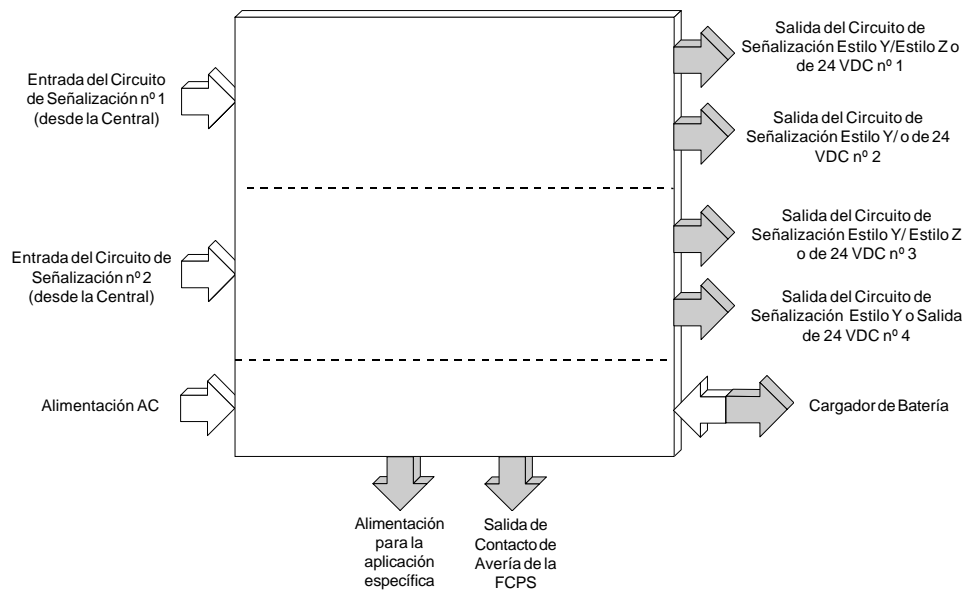 Entrada del Circuito
de Señalización nº 1
(desde la Central)
Entrada del Circuito de
Señalización nº 2
(desde la Central)
Alimentación AC
Salida del Circuito de
Señalización Estilo Y/Estilo Z o
de 24 VDC nº 1
Salida del Circuito de
Señalización Estilo Y/ o de 24
VDC nº 2
Salida del Circuito de
Señalización Estilo Y/ Estilo Z
o de 24 VDC nº 3
Salida del Circuito de
Señalización Estilo Y o Salida
de 24 VDC nº 4
Cargador de Batería
Alimentación
para la
aplicación
específica
Salida de
Contacto de
Avería de la
FCPS